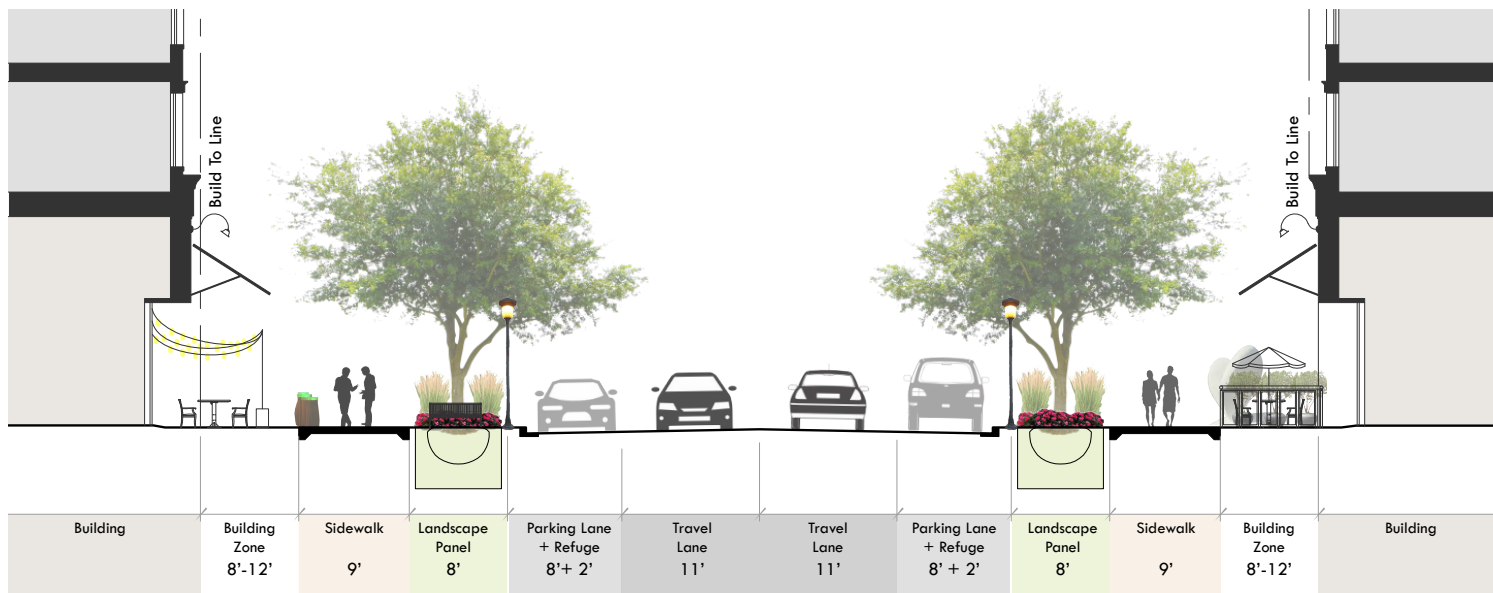 Build To Line
Build To Line
Building
Building
Zone
8’-12’
Sidewalk
9’
Landscape
Panel
8’
Parking Lane
+ Refuge
8’+ 2’
Travel
Lane
11’
Travel
Lane
11’
Parking Lane
+ Refuge
8’ + 2’
Landscape
Panel
8’
Sidewalk
9’
Building
Zone
8’-12’
Building